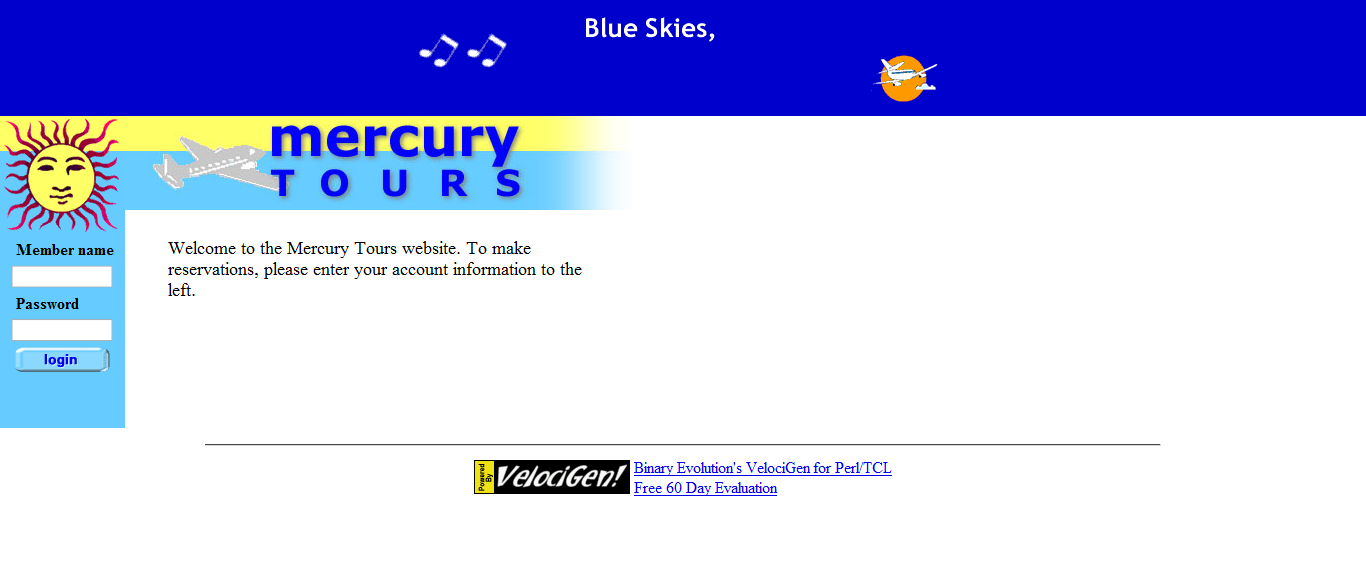 Blue Skies,
mercury
TOURS
Member name
Password
login
Welcome to the Mercury Tours website. To make
reservations, please enter your account information to the
left.
Powered By
VelociGen!
Binary Evolution's VelociGen for Perl/TCL
Free 60 Day Evaluation